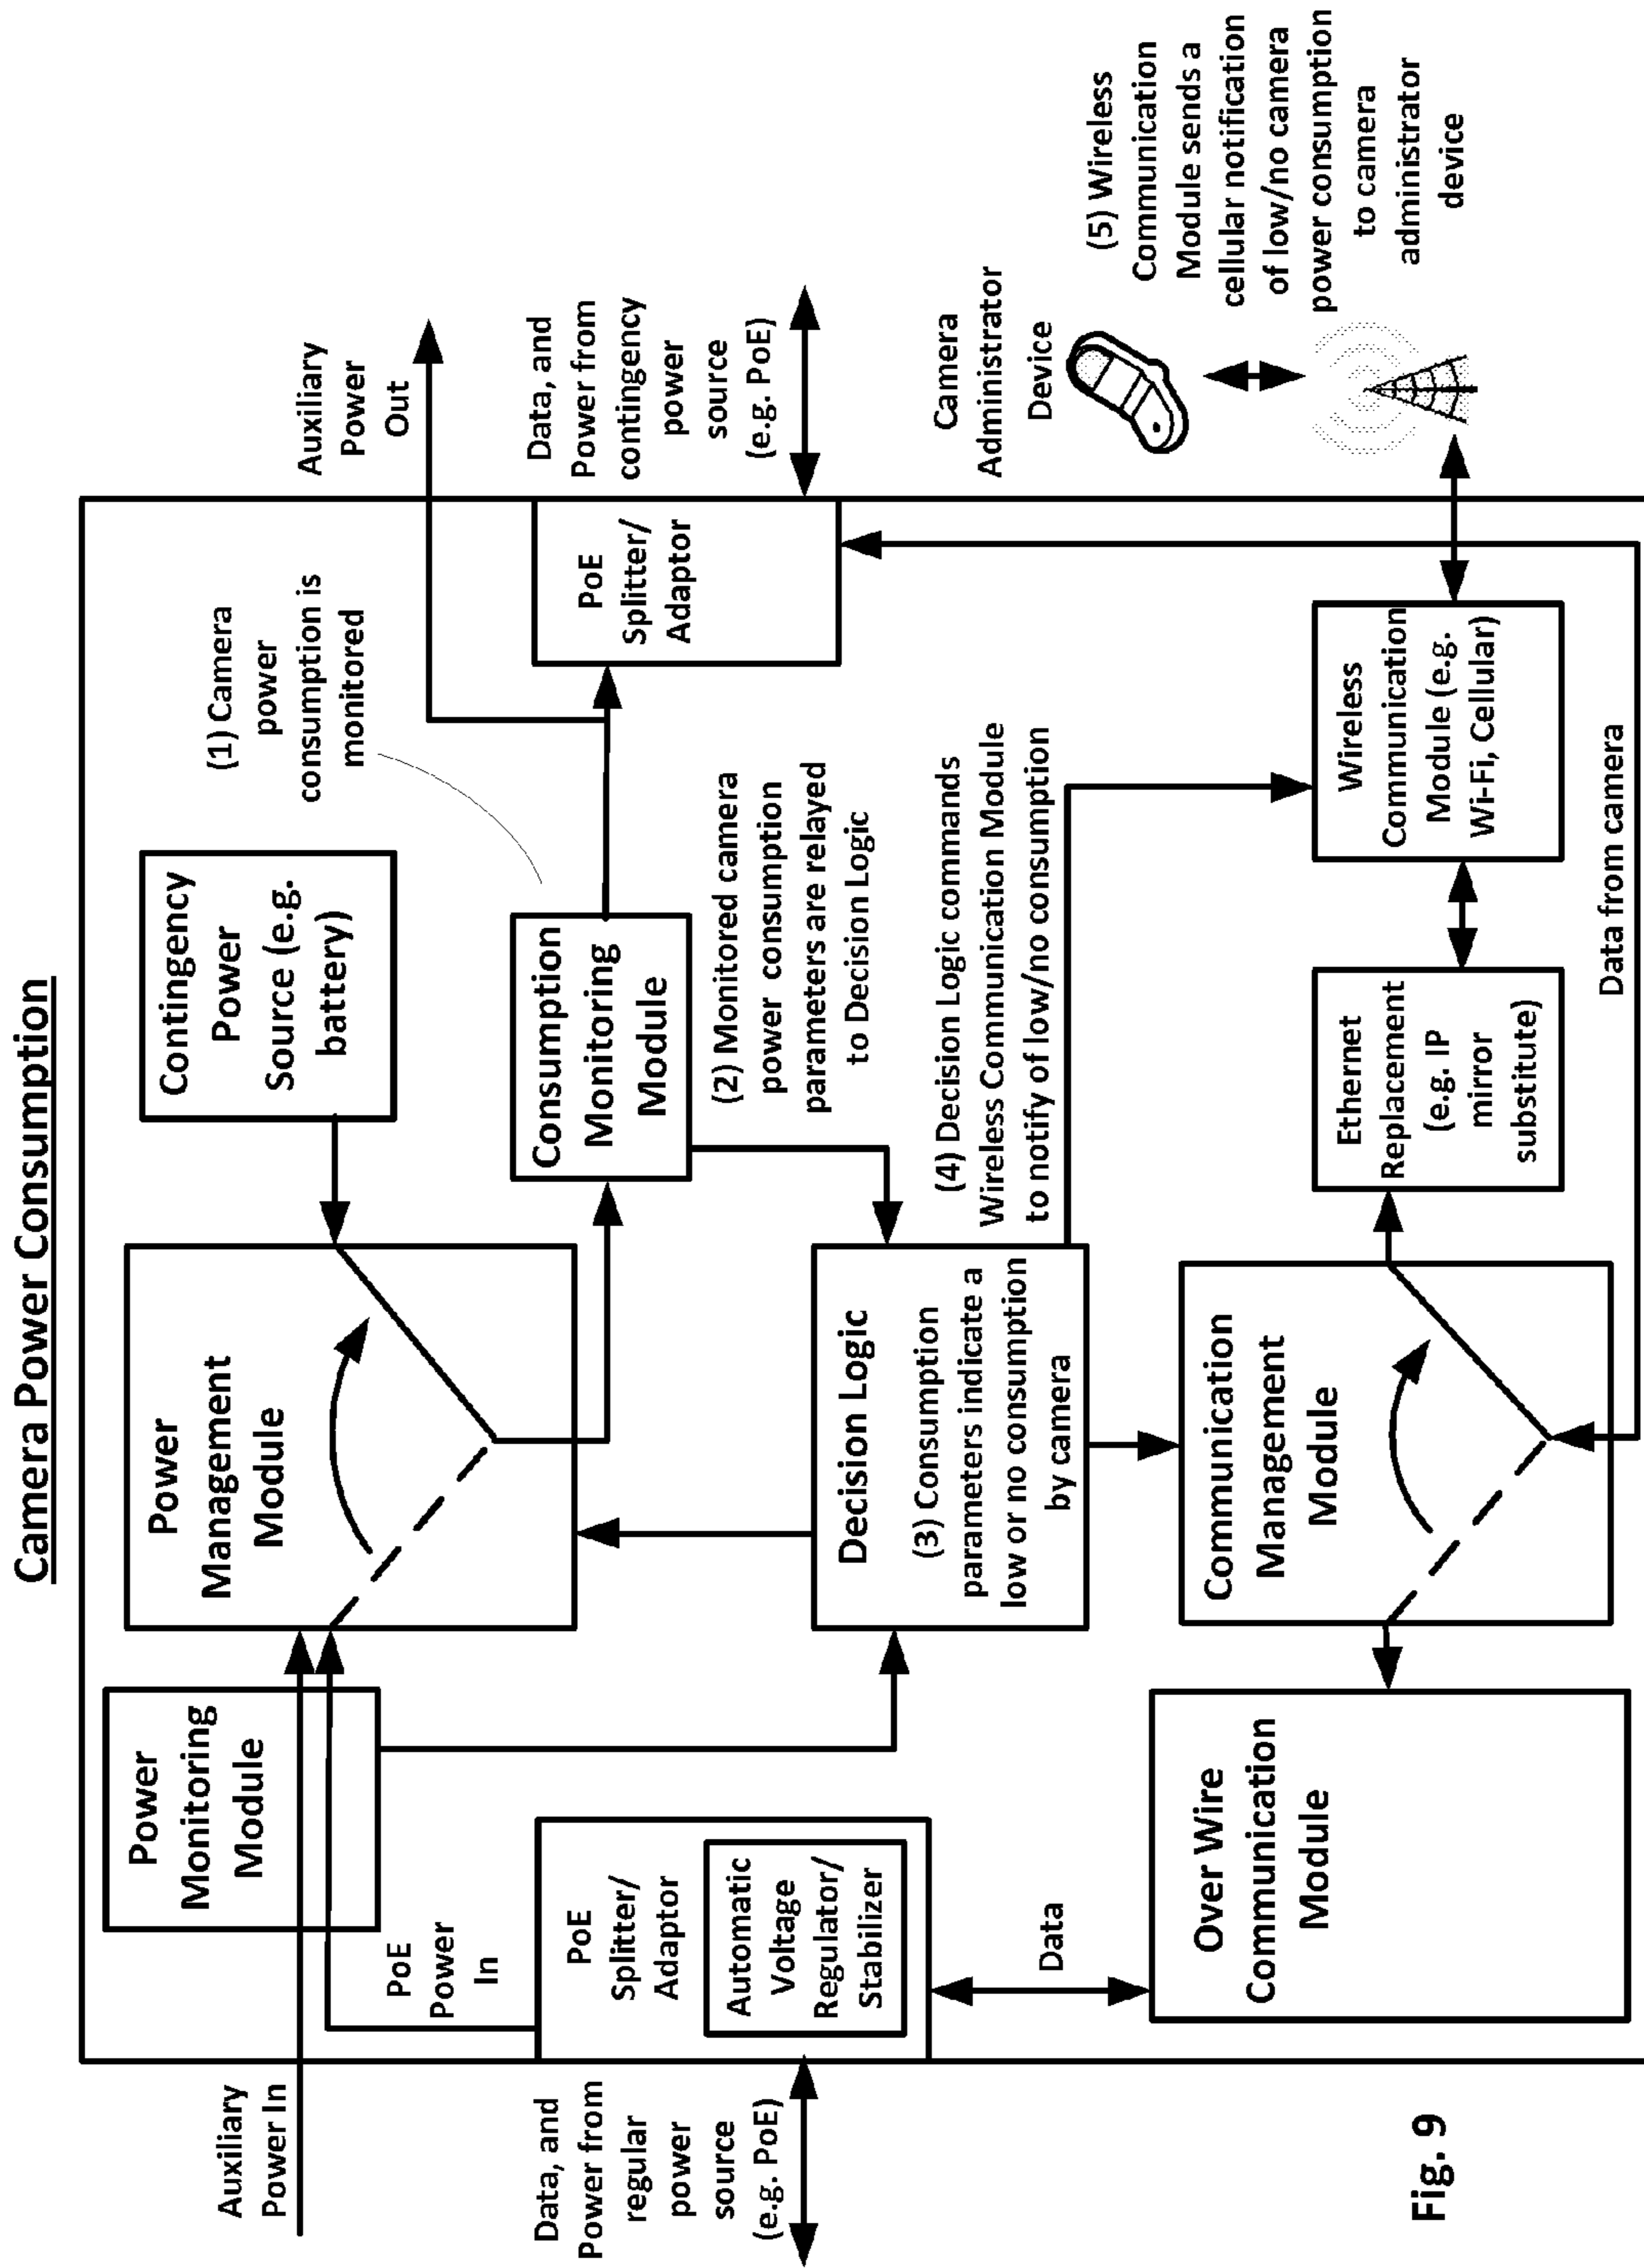 Camera Power Consumption
Auxiliary
Power In
Data, and
Power from
regular
power
source
(e.g. PoE)
Power
Monitoring
Module
PoE
Power
In
PoE
Splitter/
Adaptor
Automatic
Voltage
Regulator/
Stabilizer
Data
Over Wire
Communication
Module
Power
Management
Module
Decision Logic
(3) Consumption
parameters indicate a
low or no consumption
by camera
Communication
Management
Module
Contingency
Power
Source (e.g.
battery)
Consumption
Monitoring
Module
(1) Camera
power
consumption is
monitored
(2) Monitored camera
power consumption
parameters are relayed
to Decision Logic
(4) Decision Logic commands
Wireless Communication Module
to notify of low/no consumption
Ethernet
Replacement
(e.g. IP
mirror
substitute)
Wireless
Communication
Module (e.g.
Wi-Fi, Cellular)
Data from camera
PoE
Splitter/
Adaptor
Auxiliary
Power
Out
Data, and
Power from
contingency
power
source
(e.g. PoE)
Camera
Administrator
Device
(5) Wireless
Communication
Module sends a
cellular notification
of low/no camera
power consumption
to camera
administrator
device
Fig. 9